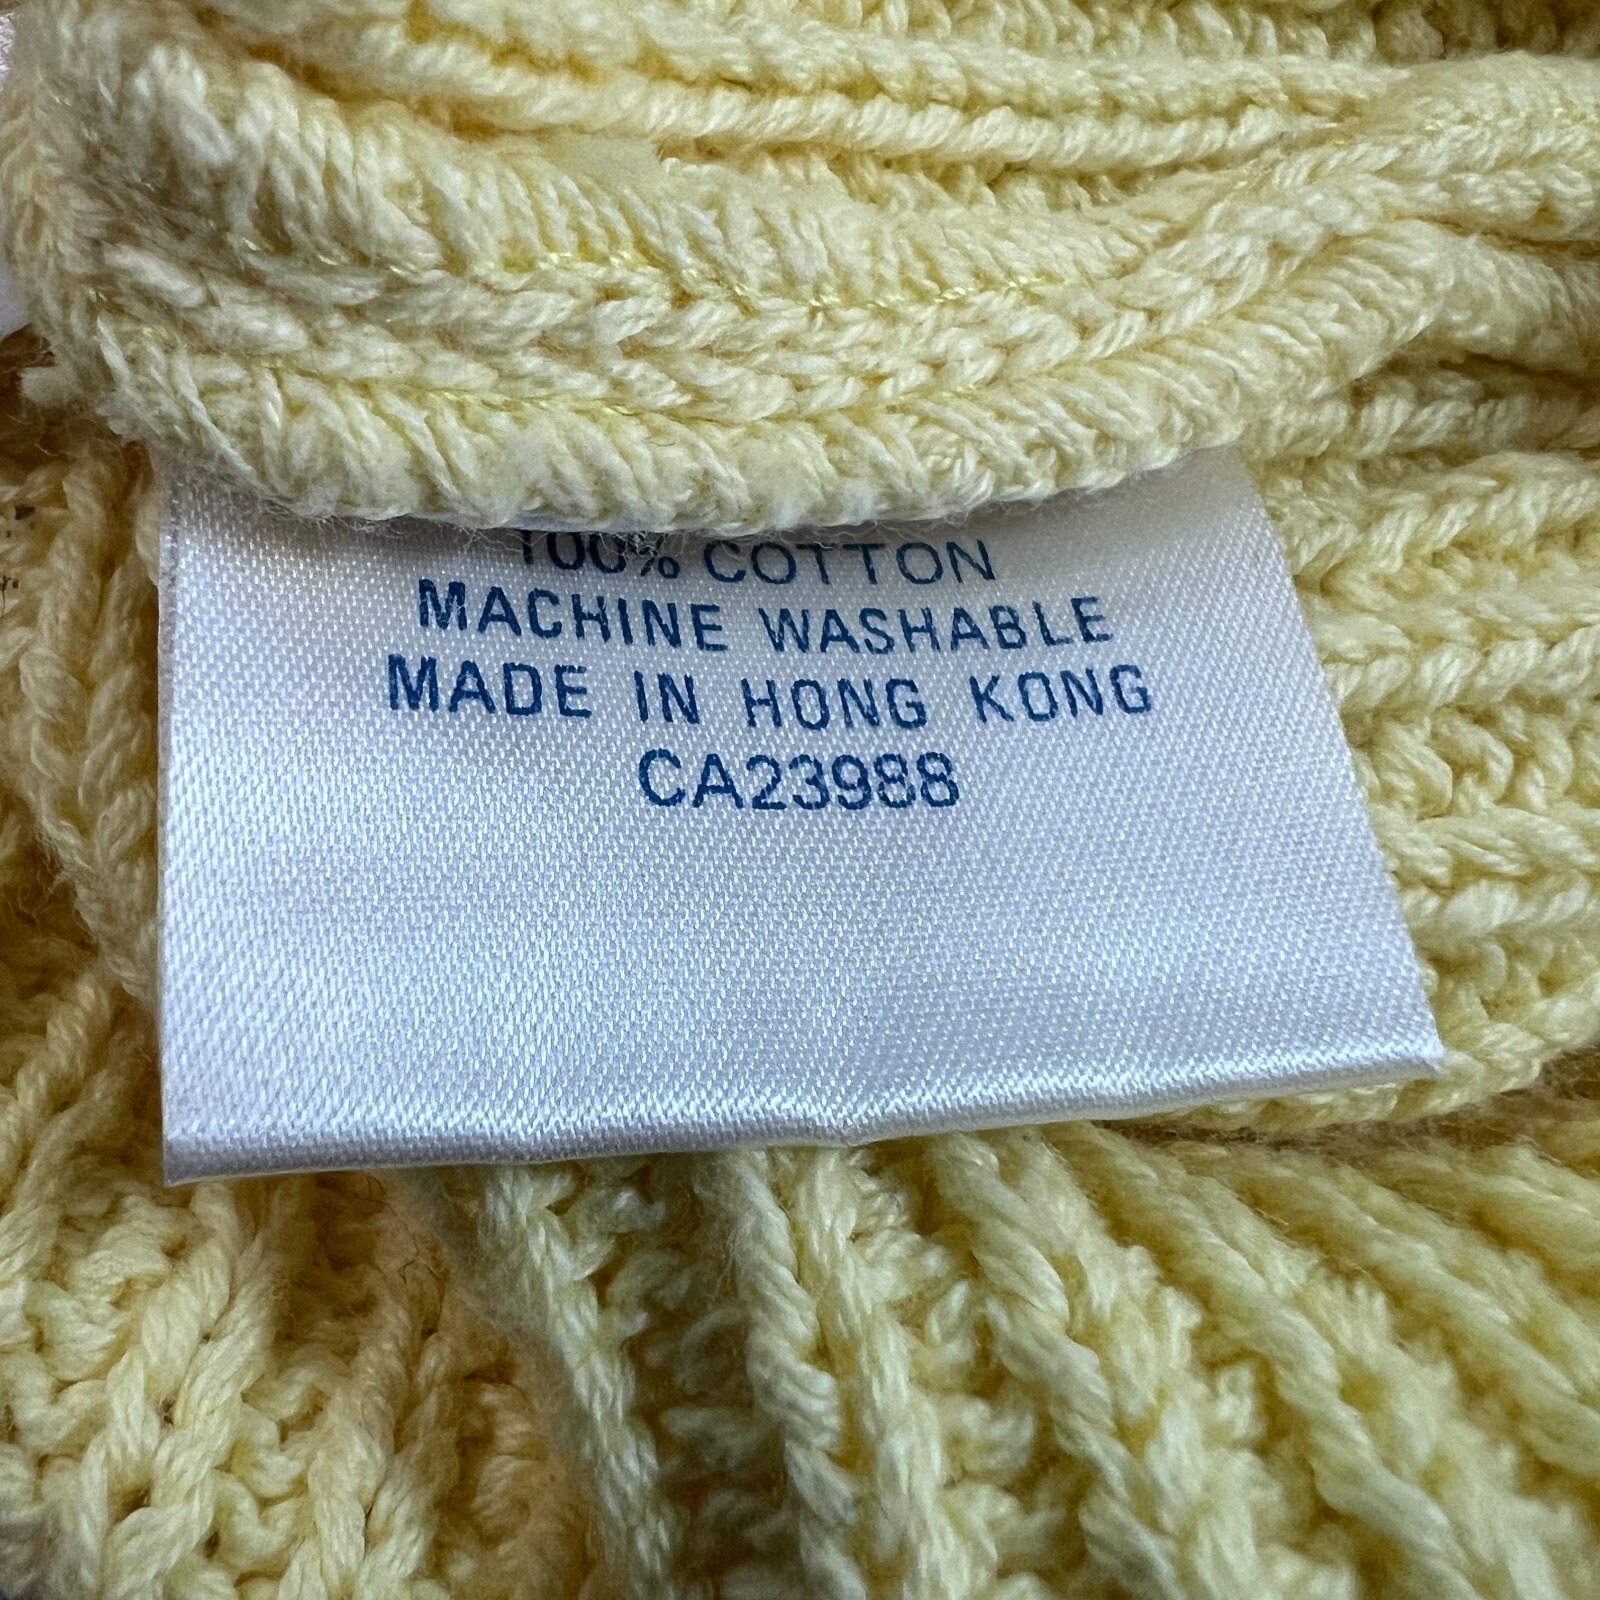 100% COTTON
MACHINE WASHABLE
MADE IN HONG KONG
CA23988